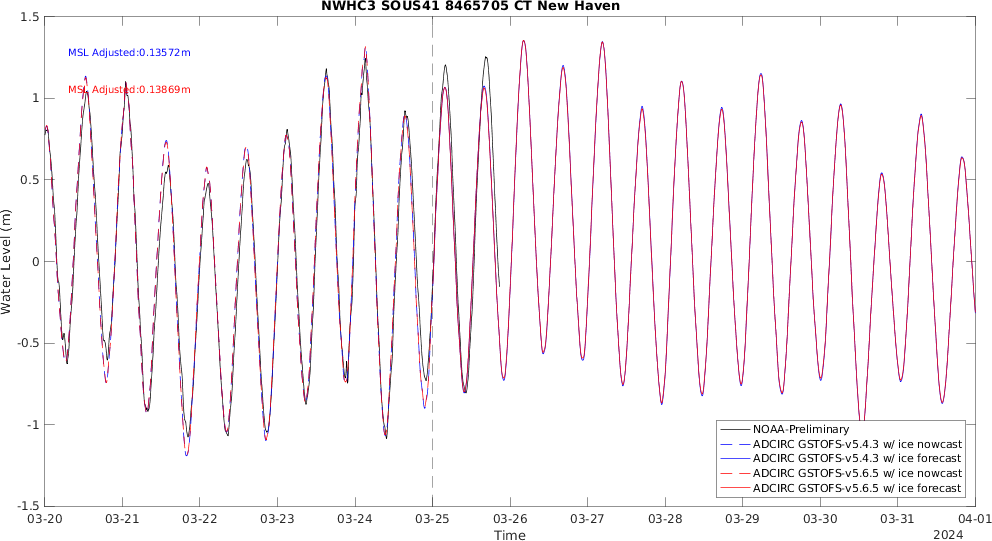 NWHC3 SOUS41 8465705 CT New Haven
MSL Adjusted:0.13572m
MSL Adjusted:0.13869m
Water Level (m)
1.5
1
0.5
0
-0.5
-1
-1.5
NOAA-Preliminary
ADCIRC GSTOFS-v5.4.3 w/ ice nowcast
ADCIRC GSTOFS-v5.4.3 w/ ice forecast
ADCIRC GSTOFS-v5.6.5 w/ ice nowcast
ADCIRC GSTOFS-v5.6.5 w/ ice forecast
03-20 03-21 03-22 03-23 03-24 03-25 03-26 03-27 03-28 03-29 03-30 03-31 04-01
Time
2024